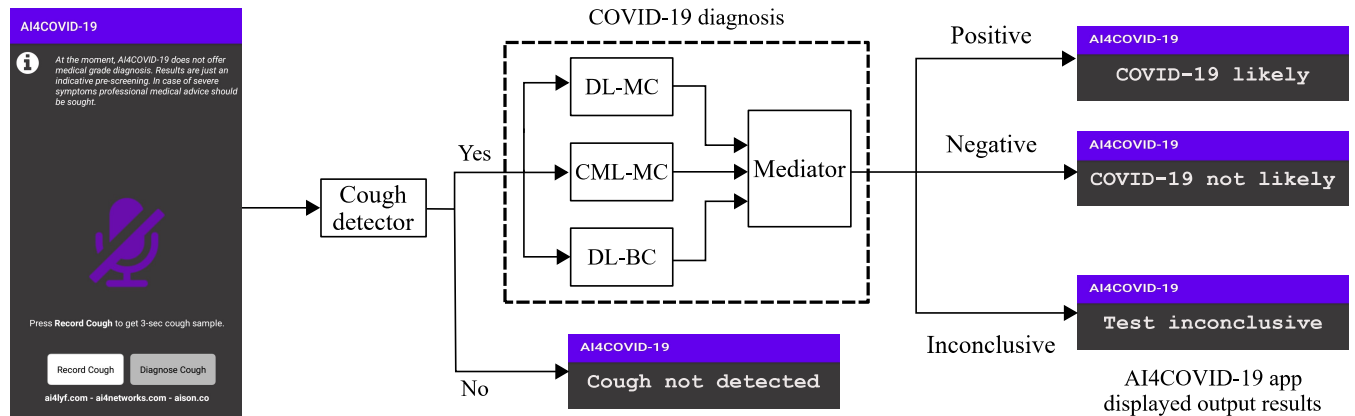 AI4COVID-19
At the moment, AI4COVID-19 does not offer
medical grade diagnosis. Results are just an
indicative pre-screening. In case of severe
symptoms professional medical advice should
be sought.
Press Record Cough to get 3-sec cough sample.
Record Cough
Diagnose Cough
ai4lyf.com - ai4networks.com - aison.co
Cough
detector
Yes
No
COVID-19 diagnosis
DL-MC
CML-MC
DL-BC
Mediator
AI4COVID-19
Cough not detected
Positive
Negative
Inconclusive
AI4COVID-19
COVID-19 likely
AI4COVID-19
COVID-19 not likely
AI4COVID-19
Test inconclusive
AI4COVID-19 app
displayed output results